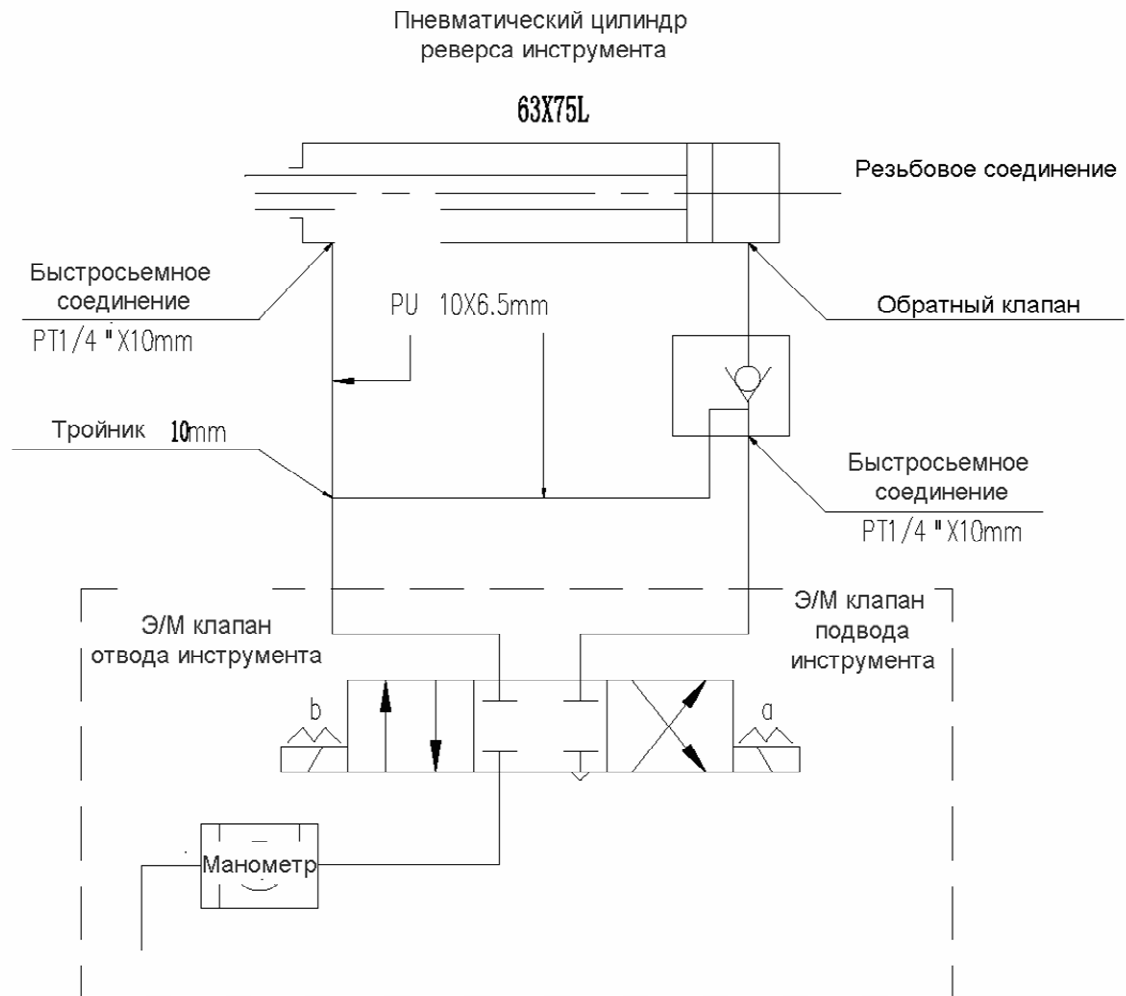 Пневматический цилиндр
реверса инструмента
63X75L
Резьбовое соединение
Быстросьемное
соединение
PT1/4"X10mm
PU 10X6.5mm
Обратный клапан
Тройник 10mm
Быстросьемное
соединение
PT1/4"X10mm
Э/М клапан
отвода инструмента
Э/М клапан
подвода
инструмента
b
a
Манометр